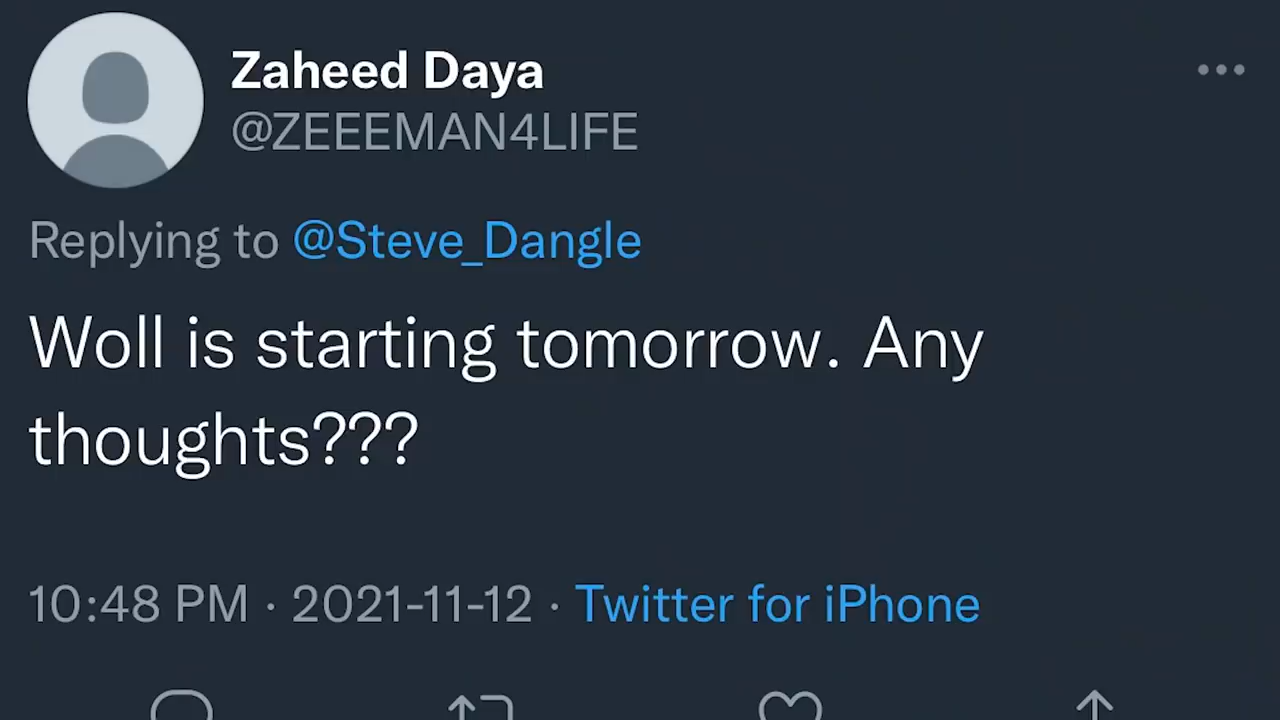 Zaheed Daya
@ZEEEMAN4LIFE
Replying to @Steve_Dangle
Woll is starting tomorrow. Any
thoughts???
10:48 PM · 2021-11-12 · Twitter for iPhone